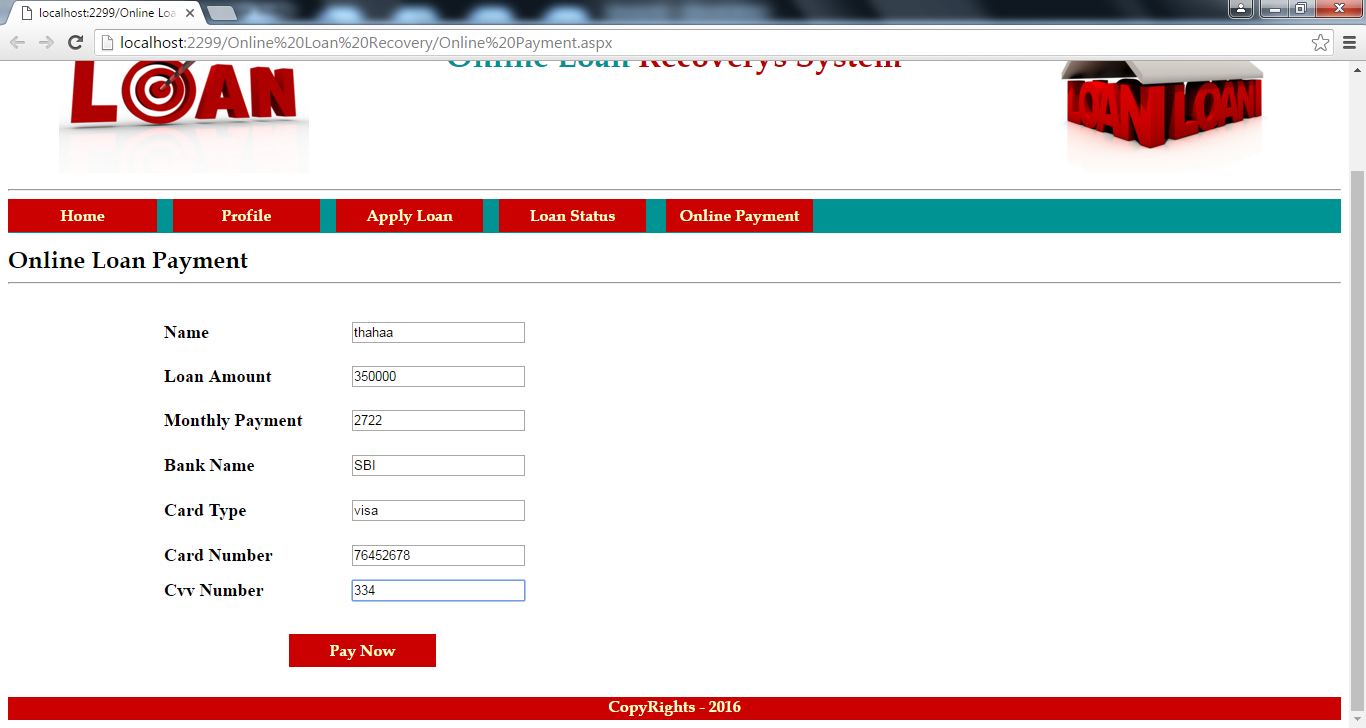 localhost:2299/Online Loa
localhost:2299/Online%20Loan%20Recovery/Online%20Payment.aspx
LOAN
Online Loan Recoverys System
LOAN LOAN
Home Profile Apply Loan Loan Status Online Payment
Online Loan Payment
Name thahaa
Loan Amount 350000
Monthly Payment 2722
Bank Name SBI
Card Type visa
Card Number 76452678
Cvv Number 334
Pay Now
CopyRights - 2016